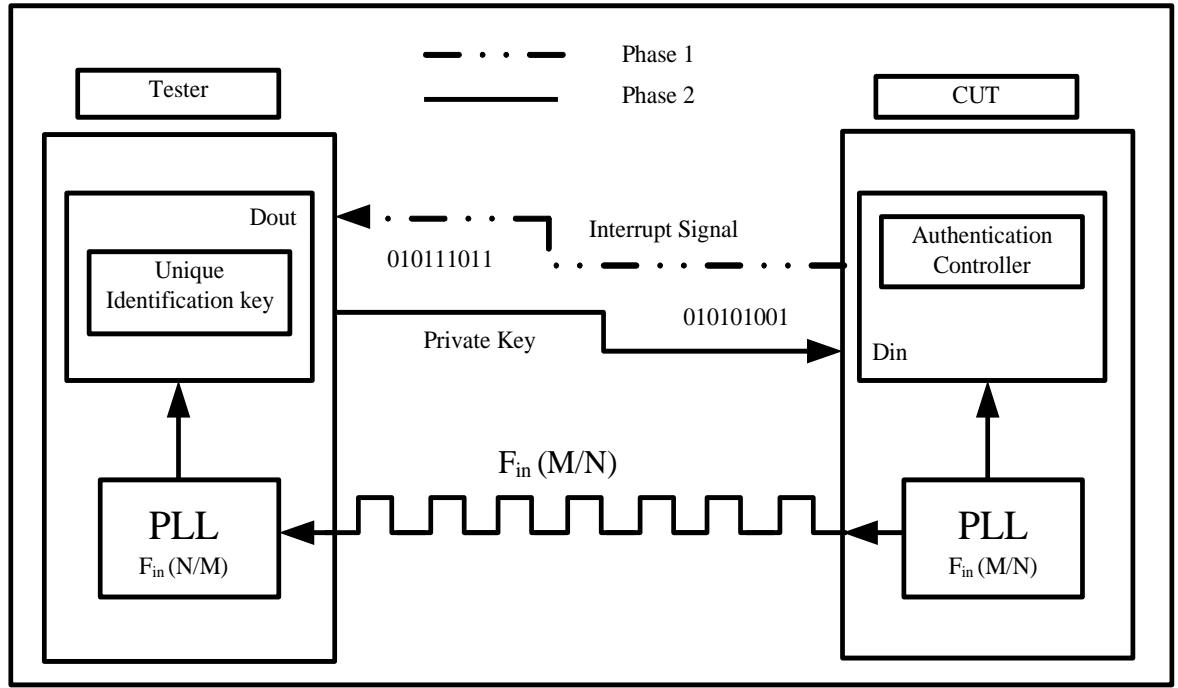 Phase 1
Phase 2
Tester
CUT
Dout
Unique
Identification key
Interrupt Signal
010111011
Authentication
Controller
010101001
Private Key
Din
Fin (M/N)
PLL
Fin (N/M)
PLL
Fin (M/N)